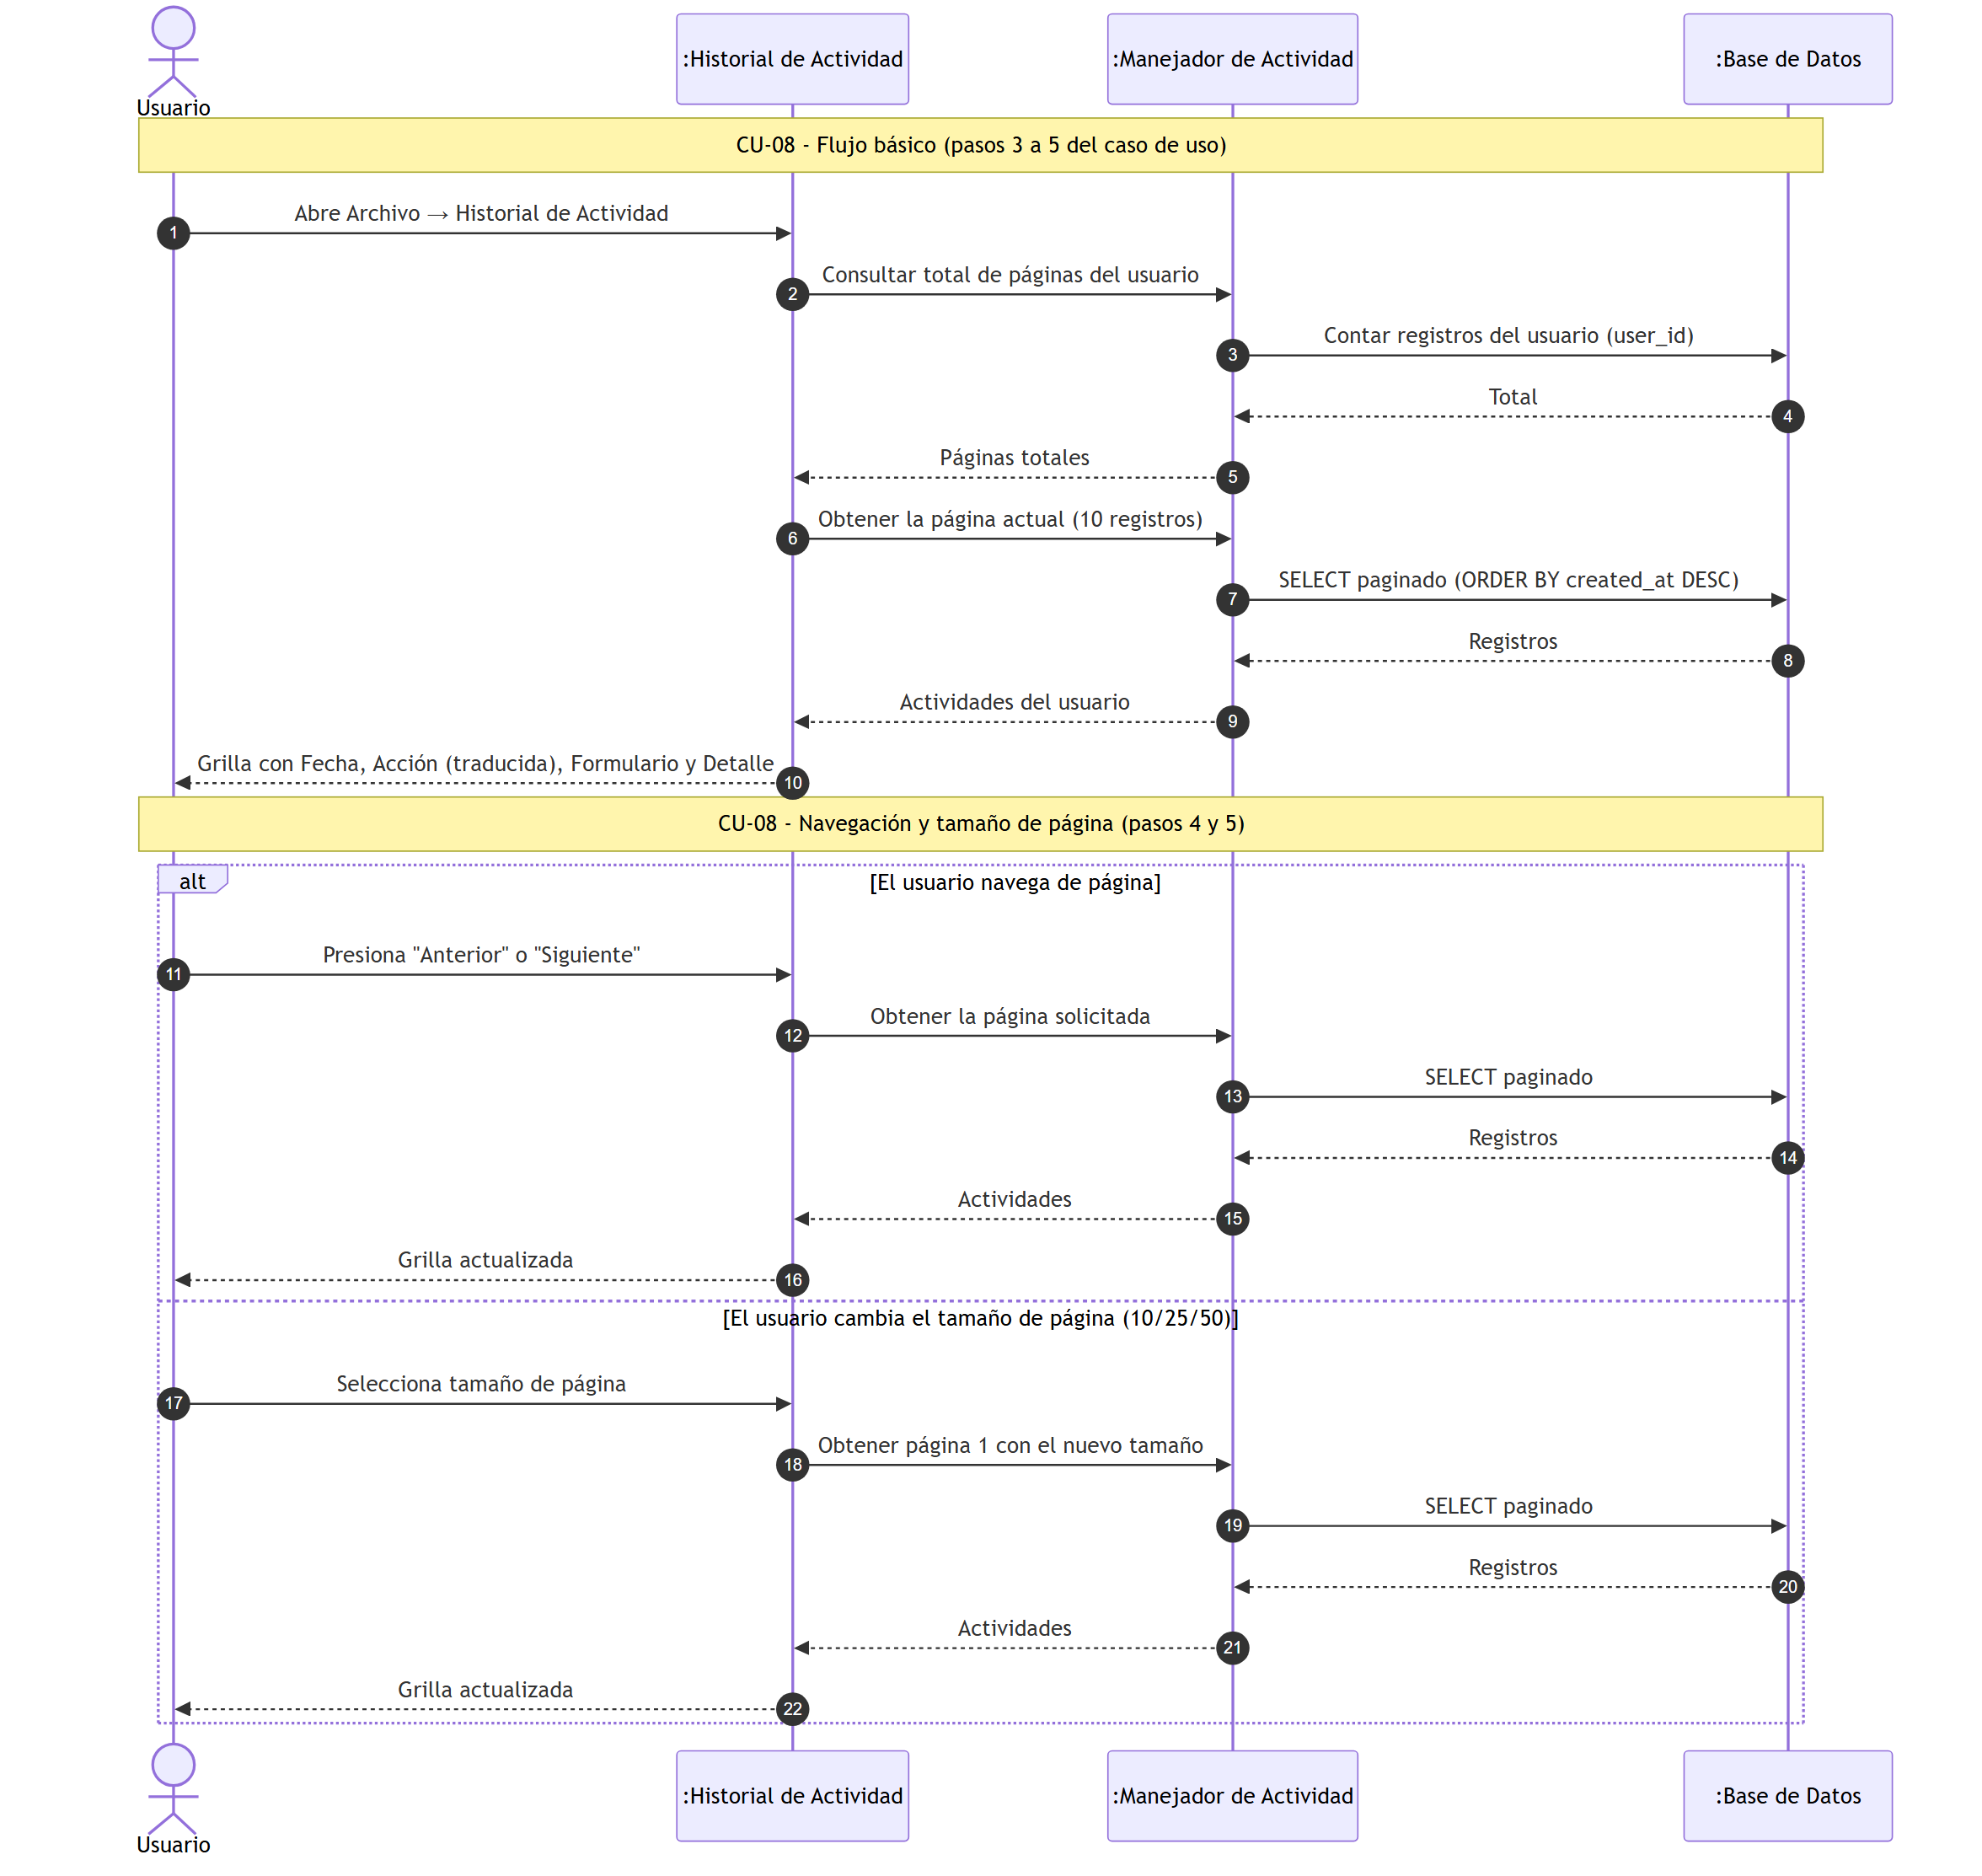 :Historial de Actividad
:Manejador de Actividad
:Base de Datos
Usuario
CU-08 - Flujo básico (pasos 3 a 5 del caso de uso)
Abre Archivo → Historial de Actividad
1
Consultar total de páginas del usuario
2
Contar registros del usuario (user_id)
3
Total
4
Páginas totales
5
Obtener la página actual (10 registros)
6
SELECT paginado (ORDER BY created_at DESC)
7
Registros
8
Actividades del usuario
9
Grilla con Fecha, Acción (traducida), Formulario y Detalle
10
CU-08 - Navegación y tamaño de página (pasos 4 y 5)
alt
[El usuario navega de página]
Presiona "Anterior" o "Siguiente"
11
Obtener la página solicitada
12
SELECT paginado
13
Registros
14
Actividades
15
Grilla actualizada
16
[El usuario cambia el tamaño de página (10/25/50)]
Selecciona tamaño de página
17
Obtener página 1 con el nuevo tamaño
18
SELECT paginado
19
Registros
20
Actividades
21
Grilla actualizada
22
:Historial de Actividad
:Manejador de Actividad
:Base de Datos
Usuario